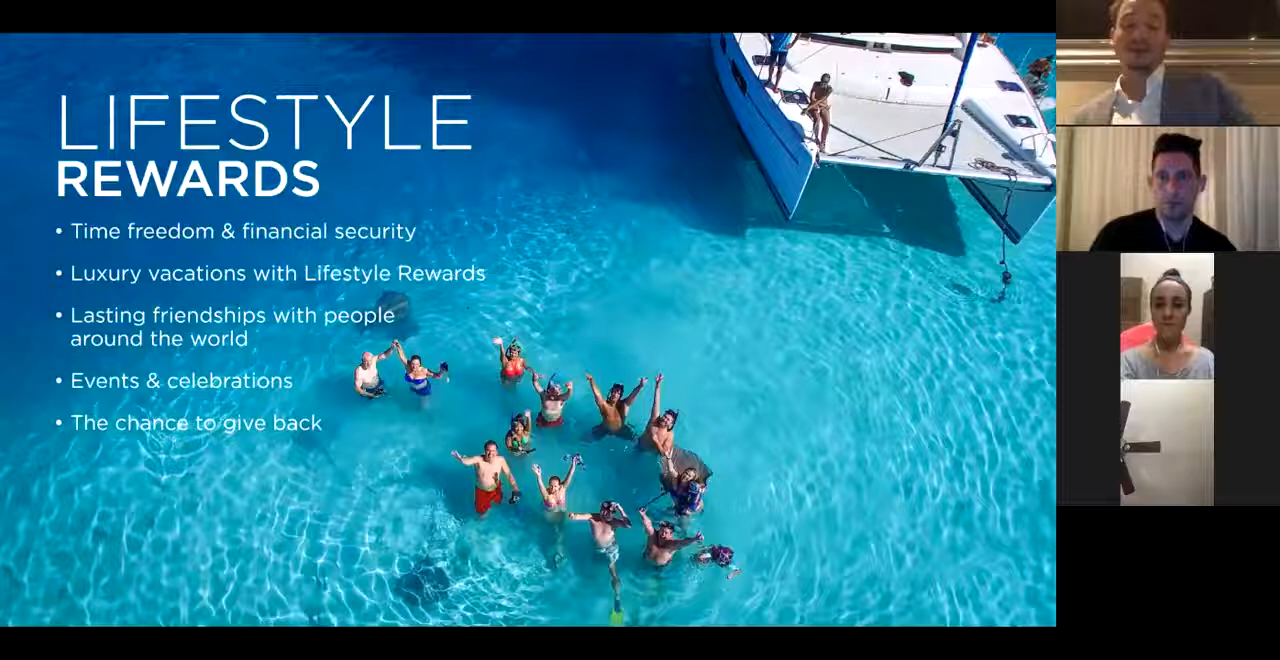 LIFESTYLE
REWARDS
• Time freedom & financial security
• Luxury vacations with Lifestyle Rewards
• Lasting friendships with people
around the world
• Events & celebrations
• The chance to give back